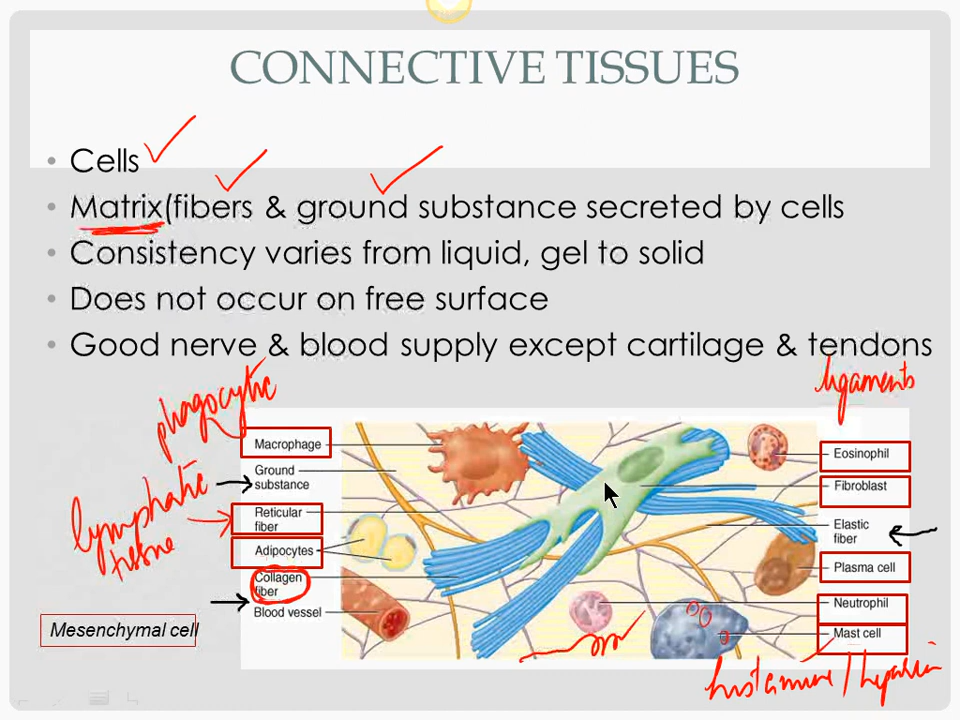 CONNECTIVE TISSUES
• Cells
• Matrix(fibers & ground substance secreted by cells
• Consistency varies from liquid, gel to solid
• Does not occur on free surface
• Good nerve & blood supply except cartilage & tendons
ligaments
phagocytic
lymphatic
tissue
Macrophage
Ground
substance
Reticular
fiber
Adipocytes
Collagen
fiber
Blood vessel
Mesenchymal cell
Eosinophil
Fibroblast
Elastic
fiber
Plasma cell
Neutrophil
Mast cell
histamine / heparin